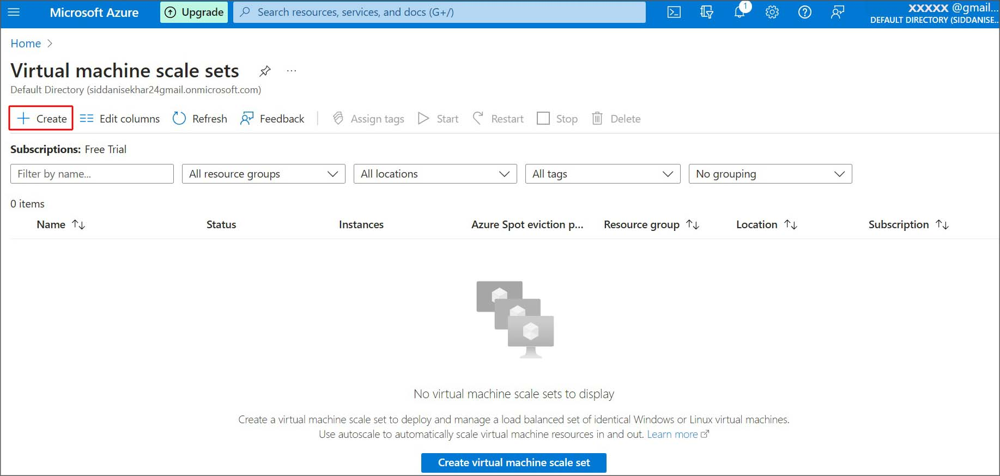 Microsoft Azure Upgrade Search resources, services, and docs (G+/) 1 XXXXX @gmail...
DEFAULT DIRECTORY (SIDDANISE...
Home
Virtual machine scale sets ...
Default Directory (siddanisekhar24gmail.onmicrosoft.com)
Create Edit columns Refresh Feedback Assign tags Start Restart Stop Delete
Subscriptions: Free Trial
Filter by name... All resource groups All locations All tags No grouping
0 items
Name Status Instances Azure Spot eviction p... Resource group Location Subscription
No virtual machine scale sets to display
Create a virtual machine scale set to deploy and manage a load balanced set of identical Windows or Linux virtual machines.
Use autoscale to automatically scale virtual machine resources in and out. Learn more
Create virtual machine scale set